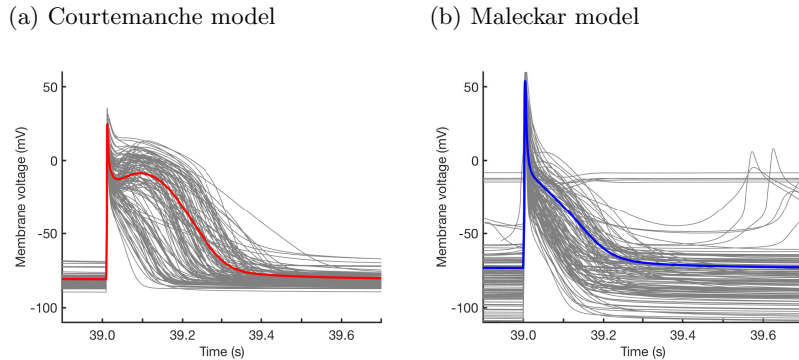 (a) Courtemanche model
(b) Maleckar model
50
0
-50
-100
Membrane voltage (mV)
39.0
39.2
39.4
39.6
Time (s)
50
0
-50
-100
Membrane voltage (mV)
39.0
39.2
39.4
39.6
Time (s)